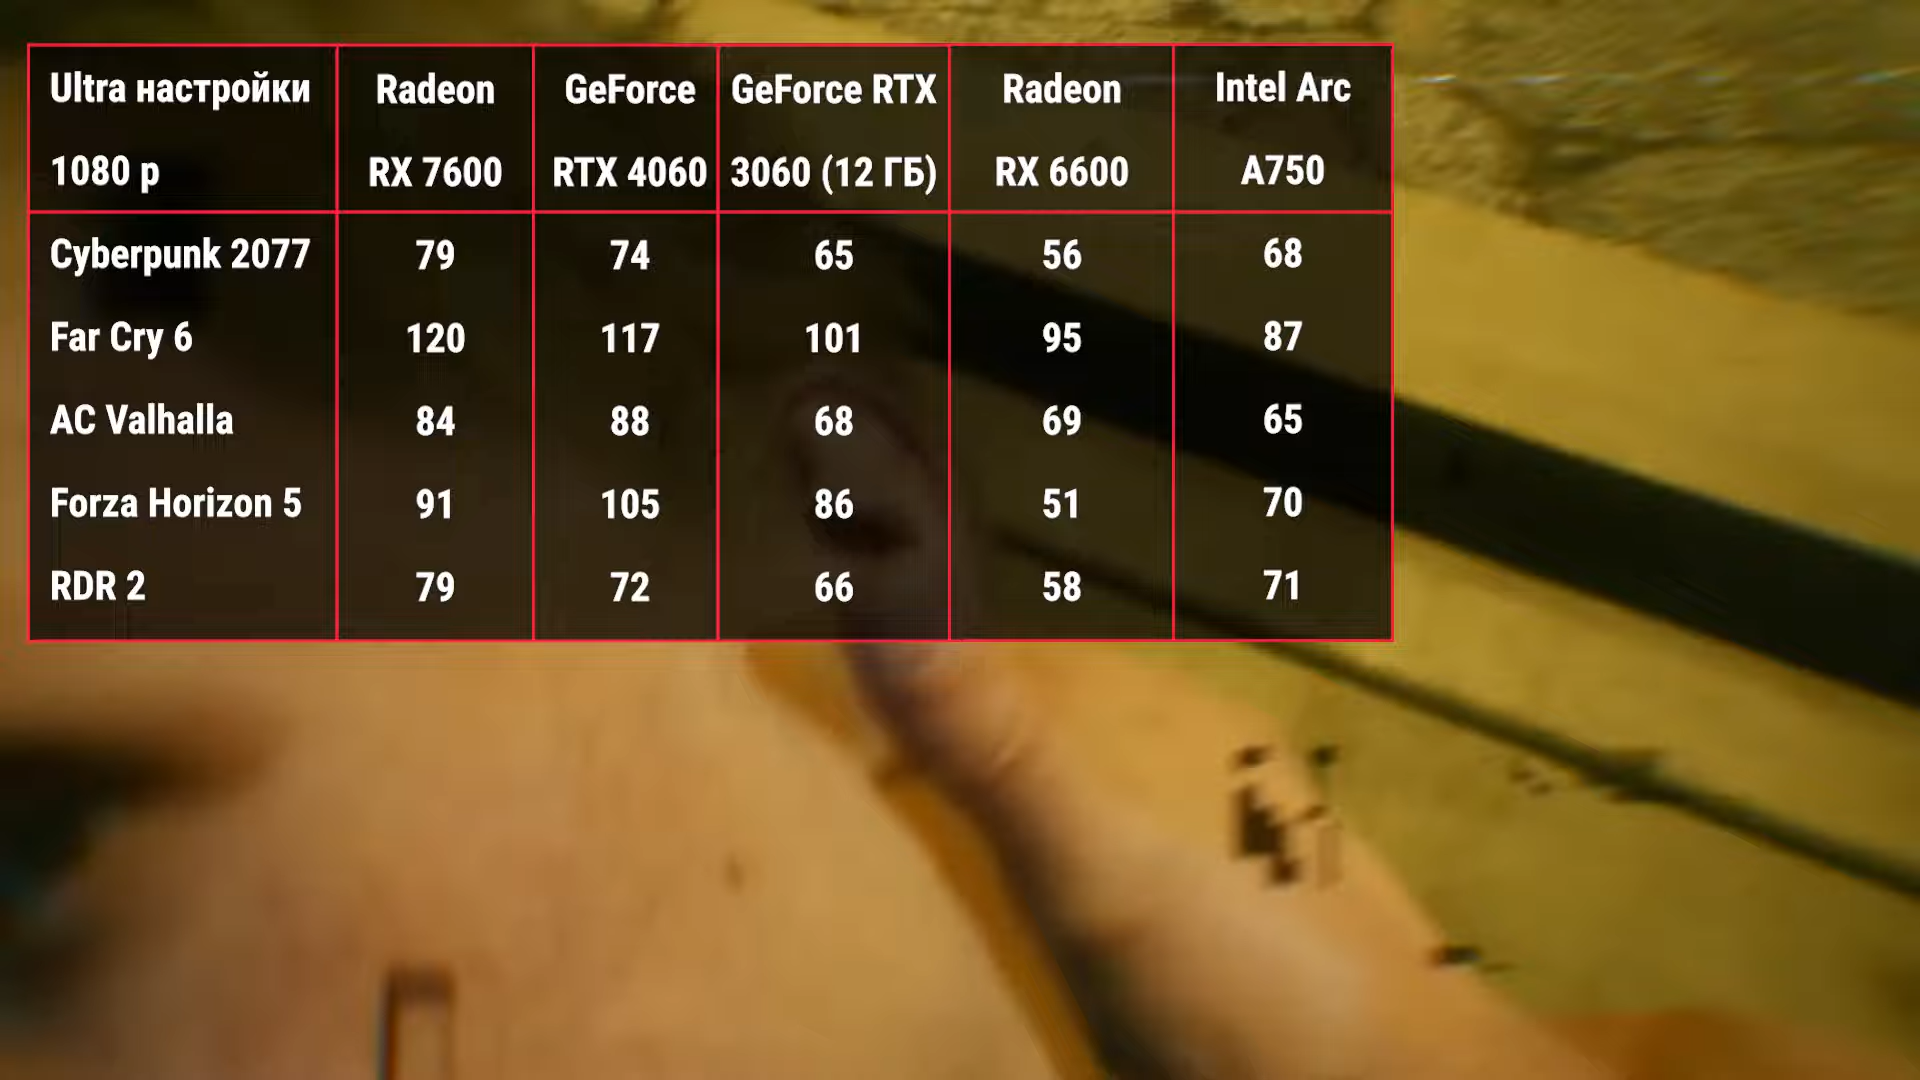 Ultra настройки 1080 p | Radeon RX 7600 | GeForce RTX 4060 | GeForce RTX 3060 (12 ГБ) | Radeon RX 6600 | Intel Arc A750
Cyberpunk 2077 | 79 | 74 | 65 | 56 | 68
Far Cry 6 | 120 | 117 | 101 | 95 | 87
AC Valhalla | 84 | 88 | 68 | 69 | 65
Forza Horizon 5 | 91 | 105 | 86 | 51 | 70
RDR 2 | 79 | 72 | 66 | 58 | 71